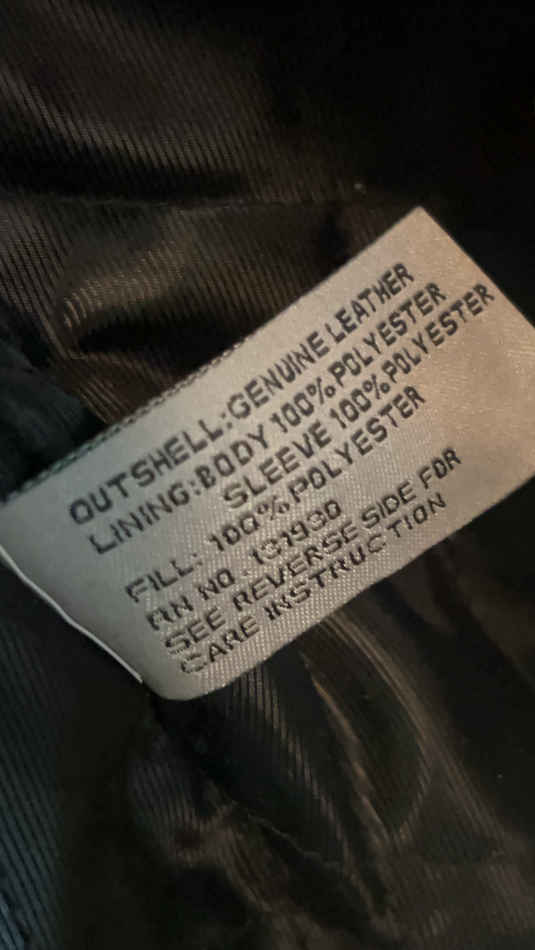 OUTSHELL:GENUINE LEATHER
LINING:BODY 100% POLYESTER
SLEEVE 100%POLYESTER
FILL: 100%POLYESTER
RN NO. 131930
SEE REVERSE SIDE FOR
CARE INSTRUCTION